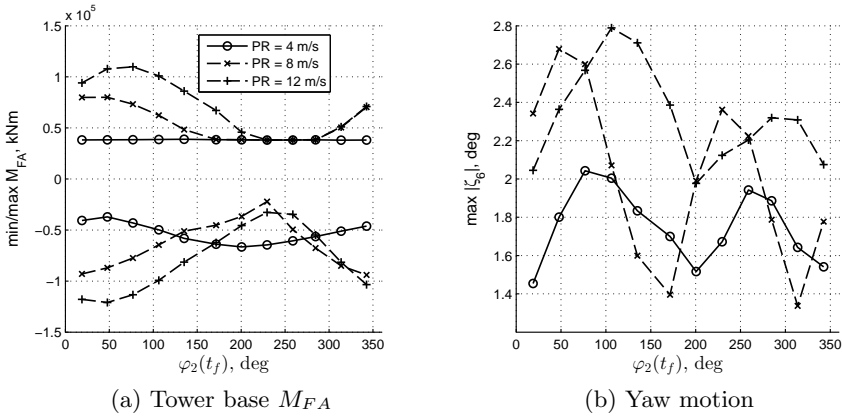 x 10^5
1.5
1
0.5
0
−0.5
−1
−1.5
min/max M_FA, kNm
PR = 4 m/s
PR = 8 m/s
PR = 12 m/s
0 50 100 150 200 250 300 350
φ₂(t_f), deg
(a) Tower base M_FA
2.8
2.6
2.4
2.2
2
1.8
1.6
1.4
max |ζ₆|, deg
0 50 100 150 200 250 300 350
φ₂(t_f), deg
(b) Yaw motion